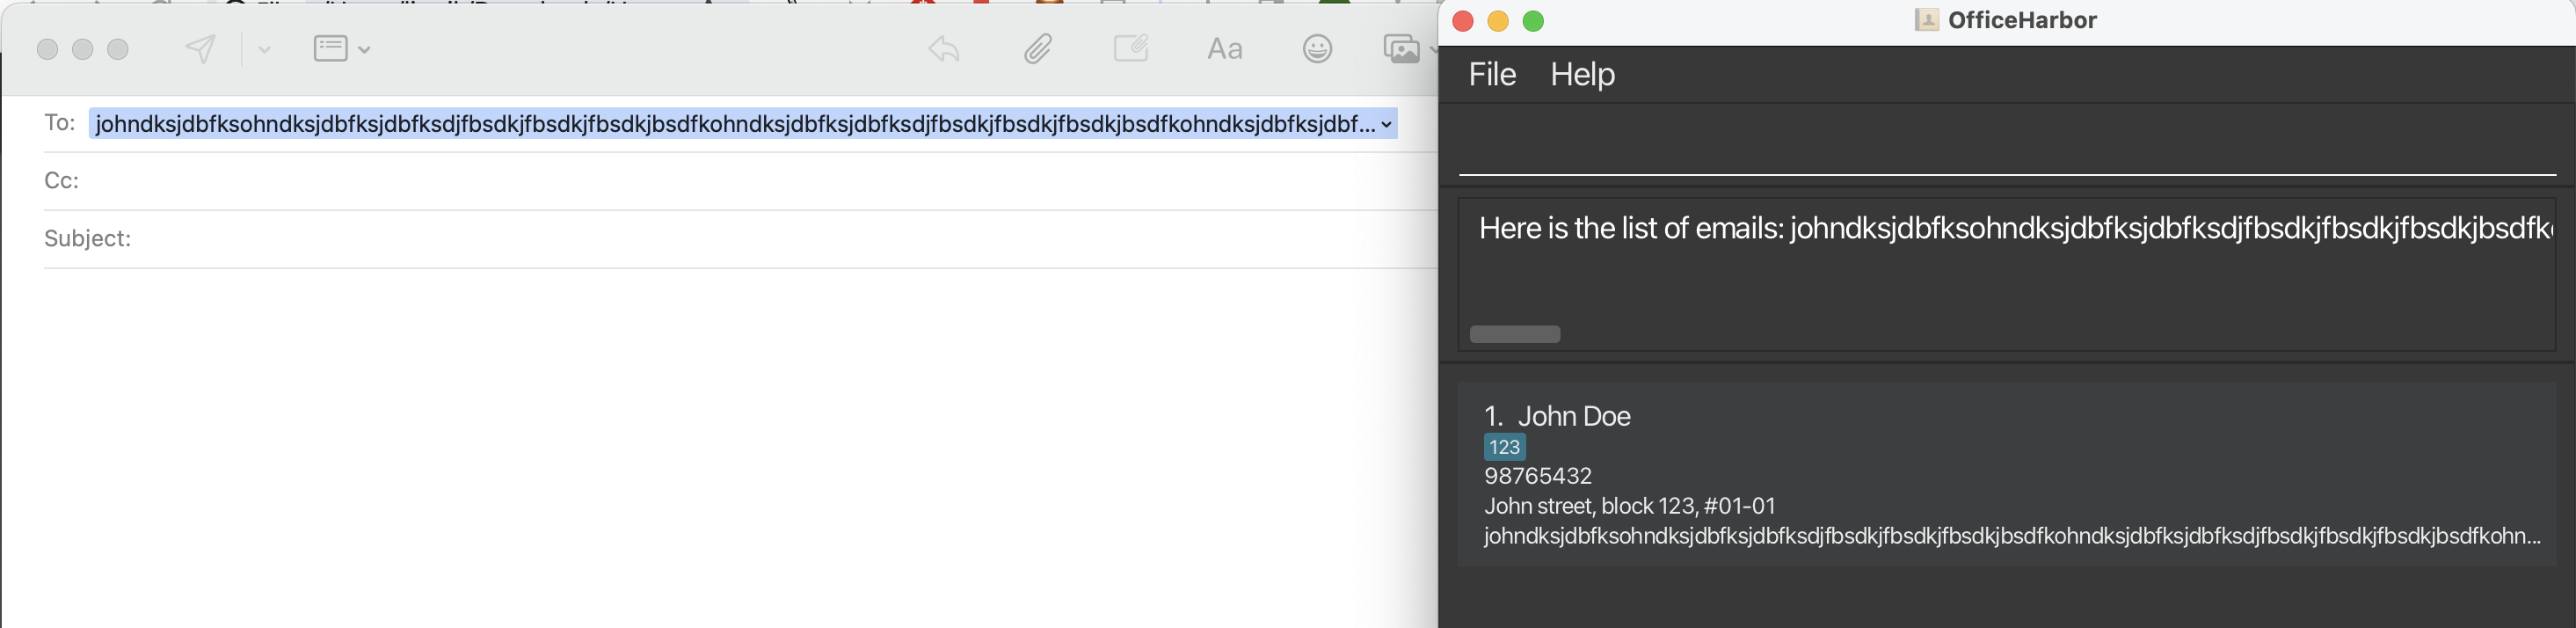 To: johndksjdbfksohndksjdbfksjdbfksdjfbsdkjfbsdkjfbsdkjbsdfkohndksjdbfksjdbfksdjfbsdkjfbsdkjfbsdkjbsdfkohndksjdbfksjdbf...
Cc:
Subject:
Aa
OfficeHarbor
File Help
Here is the list of emails: johndksjdbfksohndksjdbfksjdbfksdjfbsdkjfbsdkjfbsdkjbsdfk
1. John Doe
123
98765432
John street, block 123, #01-01
johndksjdbfksohndksjdbfksjdbfksdjfbsdkjfbsdkjfbsdkjbsdfkohndksjdbfksjdbfksdjfbsdkjfbsdkjfbsdkjbsdfkohn...